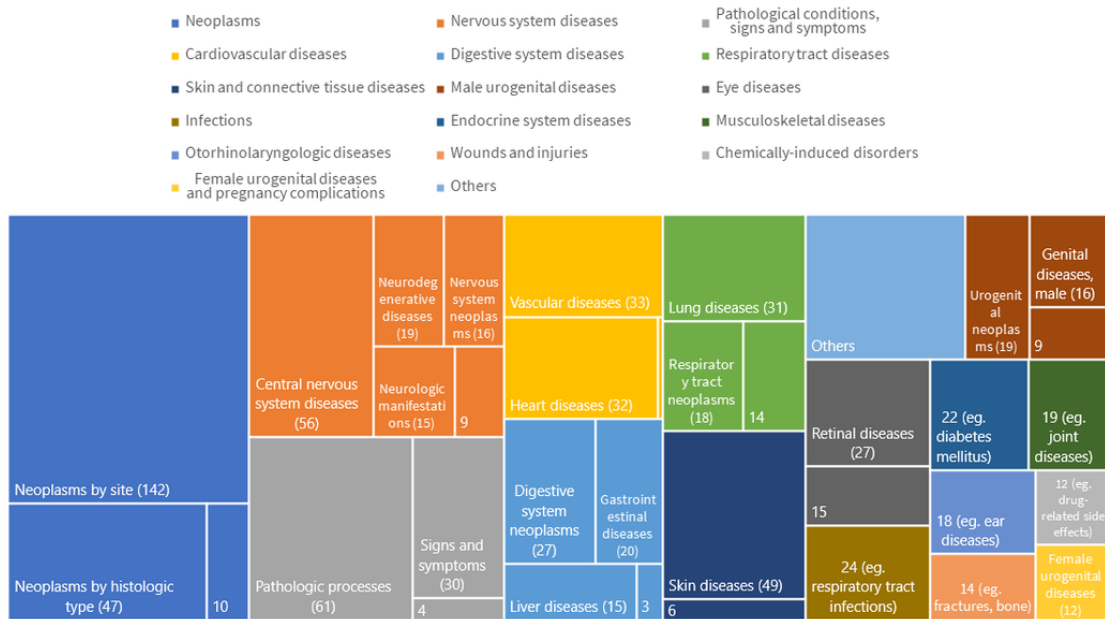 Neoplasms
Nervous system diseases
Pathological conditions,
signs and symptoms
Cardiovascular diseases
Digestive system diseases
Respiratory tract diseases
Skin and connective tissue diseases
Male urogenital diseases
Eye diseases
Infections
Endocrine system diseases
Musculoskeletal diseases
Otorhinolaryngologic diseases
Wounds and injuries
Chemically-induced disorders
Female urogenital diseases
and pregnancy complications
Others
Neoplasms by site (142)
Neoplasms by histologic
type (47)
10
Central nervous
system diseases
(56)
Neurodeg
enerative
diseases
(19)
Nervous
system
neoplas
ms (16)
Neurologic
manifestati
ons (15)
9
Pathologic processes
(61)
Signs and
symptoms
(30)
4
Vascular diseases (33)
Heart diseases (32)
Digestive
system
neoplasms
(27)
Gastroint
estinal
diseases
(20)
Liver diseases (15)
3
Lung diseases (31)
Respirator
y tract
neoplasms
(18)
14
Skin diseases (49)
6
Others
Urogenit
al
neoplas
ms (19)
Genital
diseases,
male (16)
9
Retinal diseases
(27)
15
22 (eg.
diabetes
mellitus)
19 (eg.
joint
diseases)
24 (eg.
respiratory tract
infections)
18 (eg. ear
diseases)
12 (eg.
drug-
related side
effects)
14 (eg.
fractures, bone)
Female
urogenital
diseases
(12)